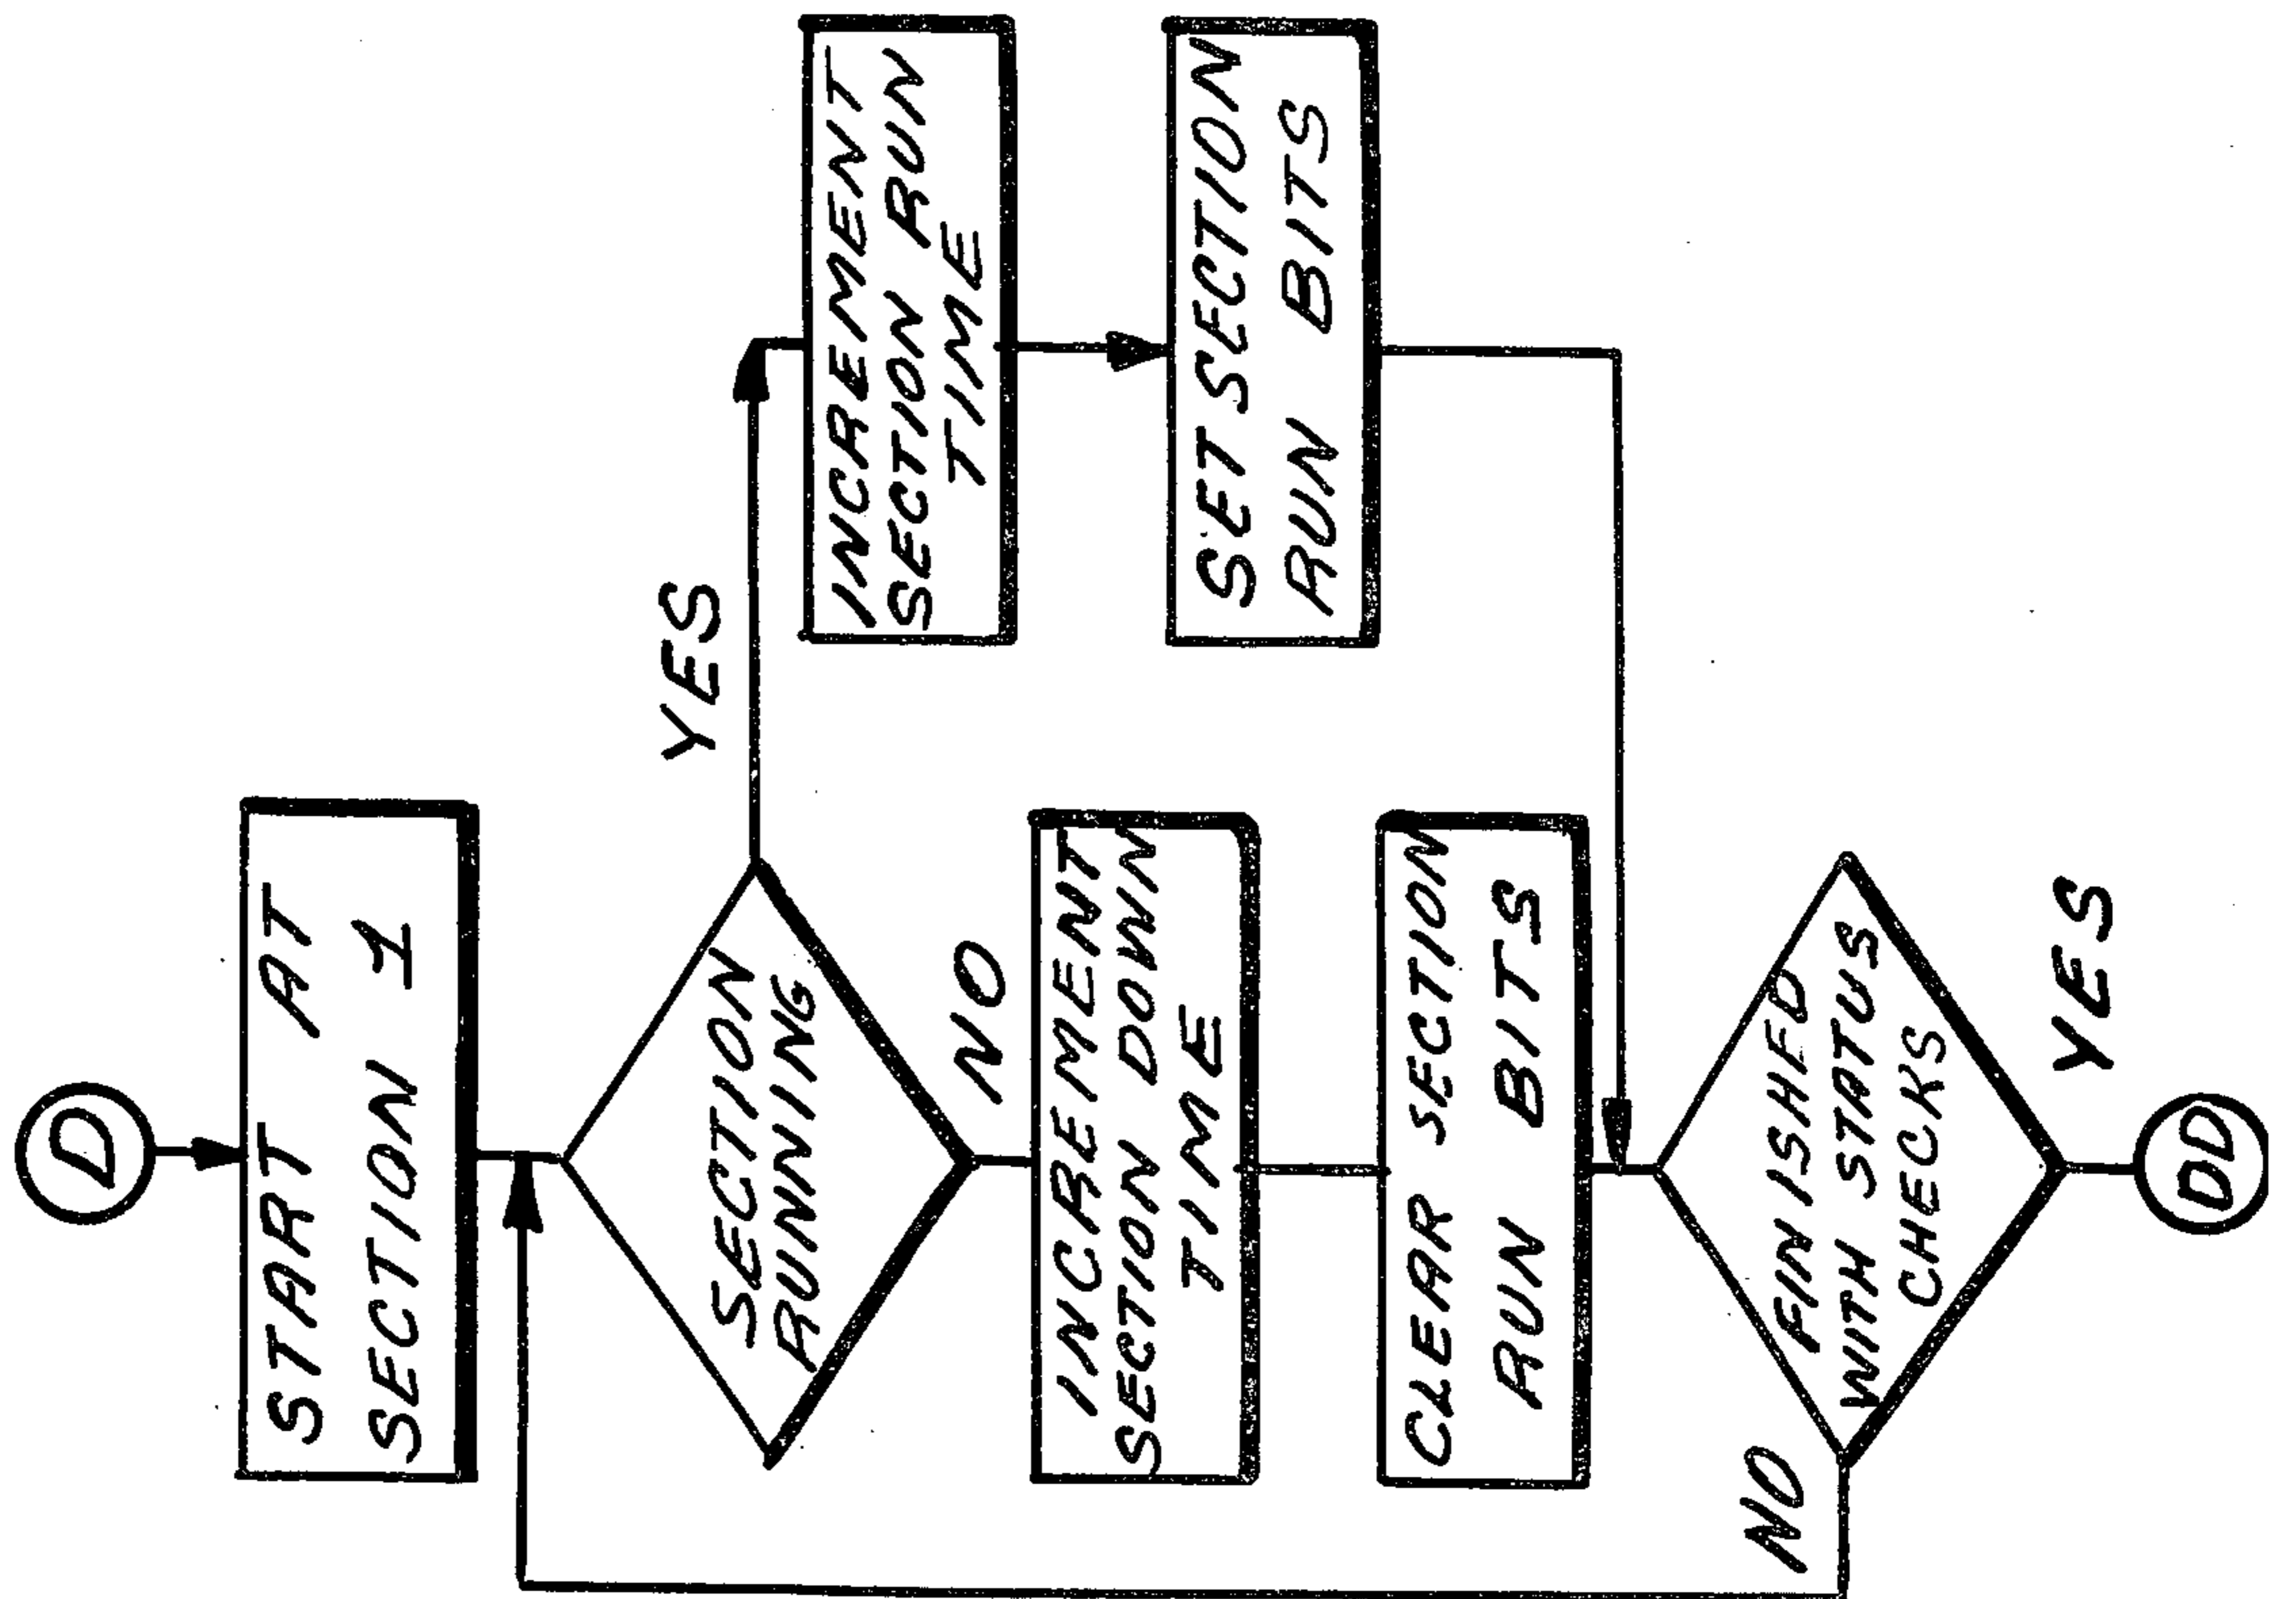 D
START AT
SECTION 1
SECTION
RUNNING
YES
INCREMENT
SECTION RUN
TIME
SET SECTION
RUN BITS
NO
INCREMENT
SECTION DOWN
TIME
CLEAR SECTION
RUN BITS
FINISHED
WITH STATUS
CHECKS
NO
YES
DD